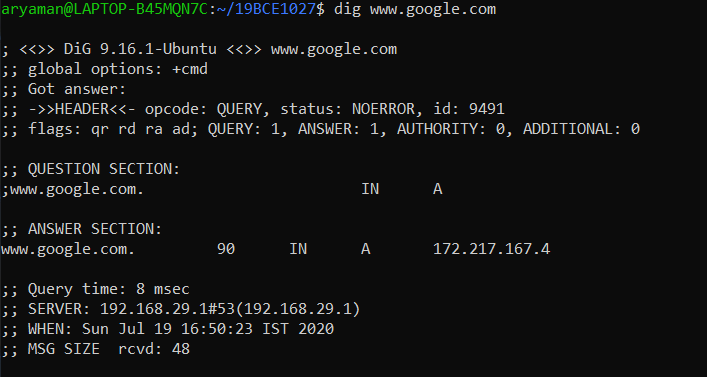 aryaman@LAPTOP-B45MQN7C:~/19BCE1027$ dig www.google.com
; <<>> DiG 9.16.1-Ubuntu <<>> www.google.com
;; global options: +cmd
;; Got answer:
;; ->>HEADER<<- opcode: QUERY, status: NOERROR, id: 9491
;; flags: qr rd ra ad; QUERY: 1, ANSWER: 1, AUTHORITY: 0, ADDITIONAL: 0
;; QUESTION SECTION:
;www.google.com. IN A
;; ANSWER SECTION:
www.google.com. 90 IN A 172.217.167.4
;; Query time: 8 msec
;; SERVER: 192.168.29.1#53(192.168.29.1)
;; WHEN: Sun Jul 19 16:50:23 IST 2020
;; MSG SIZE rcvd: 48